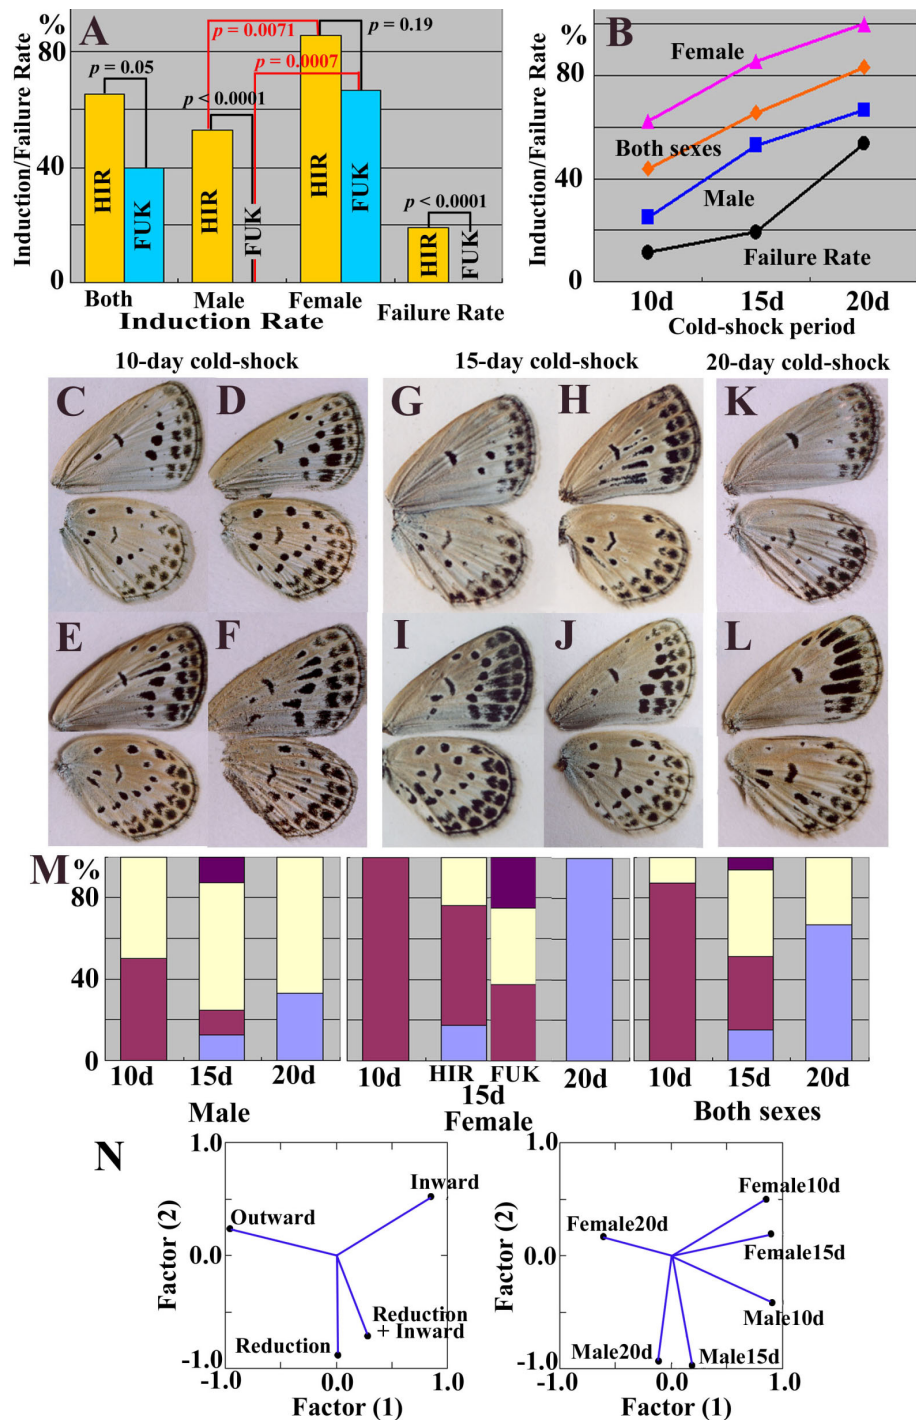 A
%
80
40
0
Induction/Failure Rate
p = 0.05
p < 0.0001
p = 0.0071
p = 0.0007
p = 0.19
p < 0.0001
HIR
FUK
HIR
FUK
HIR
FUK
HIR
FUK
Both
Male
Female
Failure Rate
Induction Rate
B
%
80
40
0
Induction/Failure Rate
Female
Both sexes
Male
Failure Rate
10d
15d
20d
Cold-shock period
10-day cold-shock
15-day cold-shock
20-day cold-shock
C
D
G
H
K
E
F
I
J
L
M
%
80
40
0
10d
15d
20d
Male
10d
HIR
FUK
15d
20d
Female
10d
15d
20d
Both sexes
N
1.0
0.0
-1.0
Factor (2)
Inward
Outward
Reduction
+ Inward
Reduction
0.0
1.0
Factor (1)
1.0
0.0
-1.0
Factor (2)
Female10d
Female20d
Female15d
Male10d
Male20d
Male15d
-1.0
0.0
1.0
Factor (1)